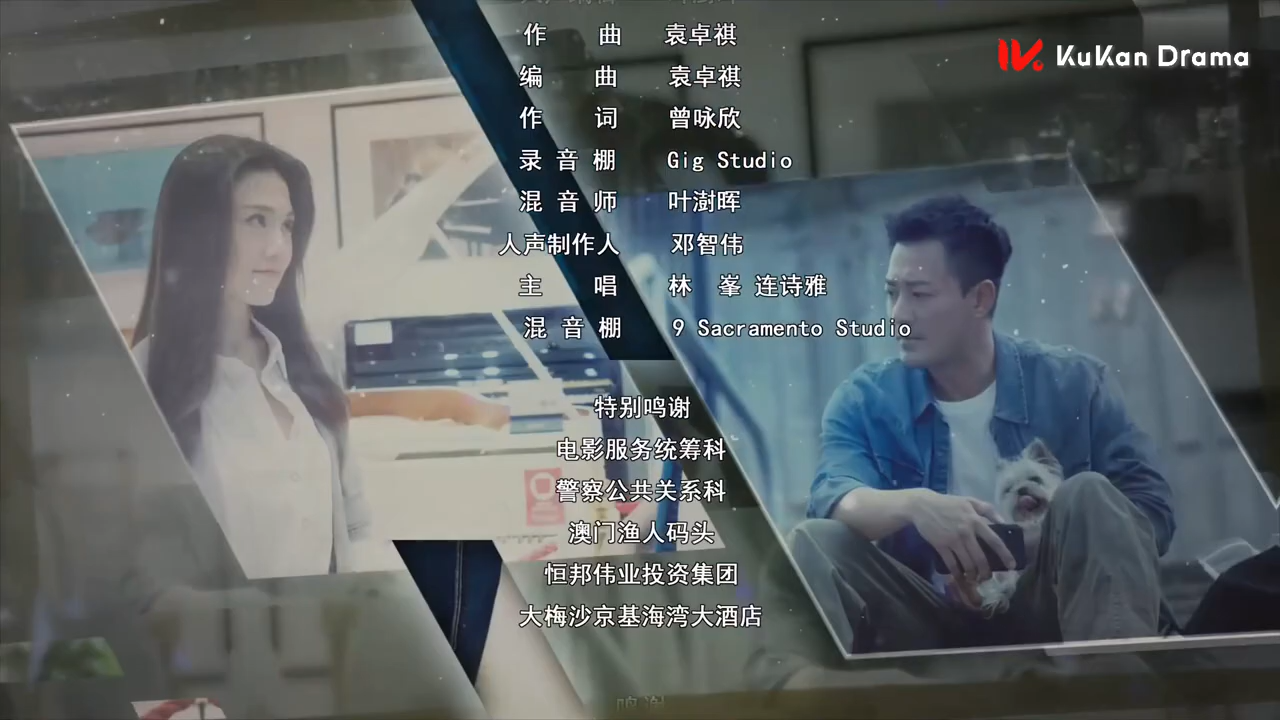 作 曲 袁卓祺
KuKan Drama
编 曲 袁卓祺
作 词 曾咏欣
录 音 棚 Gig Studio
混 音 师 叶澍晖
人声制作人 邓智伟
主 唱 林 峯 连诗雅
混 音 棚 9 Sacramento Studio
特别鸣谢
电影服务统筹科
警察公共关系科
澳门渔人码头
恒邦伟业投资集团
大梅沙京基海湾大酒店
鸣谢